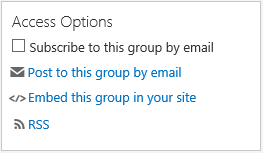 Access Options
Subscribe to this group by email
Post to this group by email
Embed this group in your site
RSS